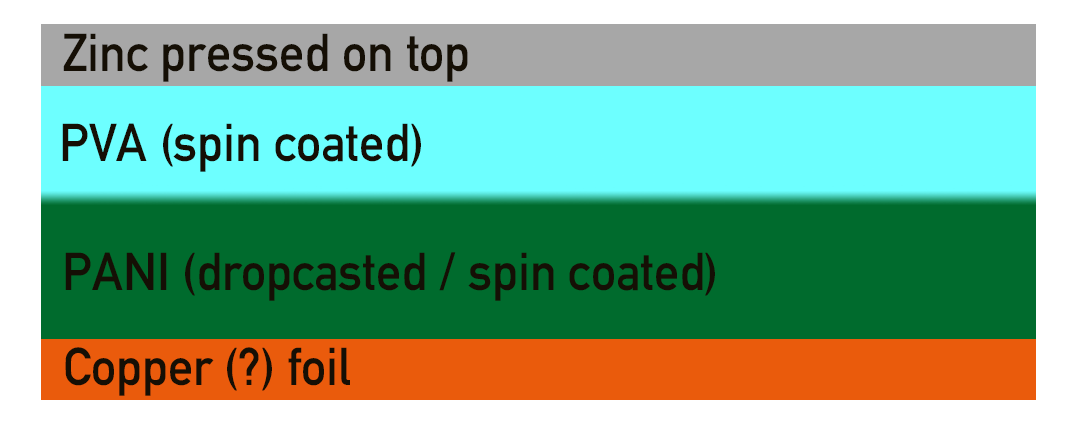 Zinc pressed on top
PVA (spin coated)
PANI (dropcasted / spin coated)
Copper (?) foil